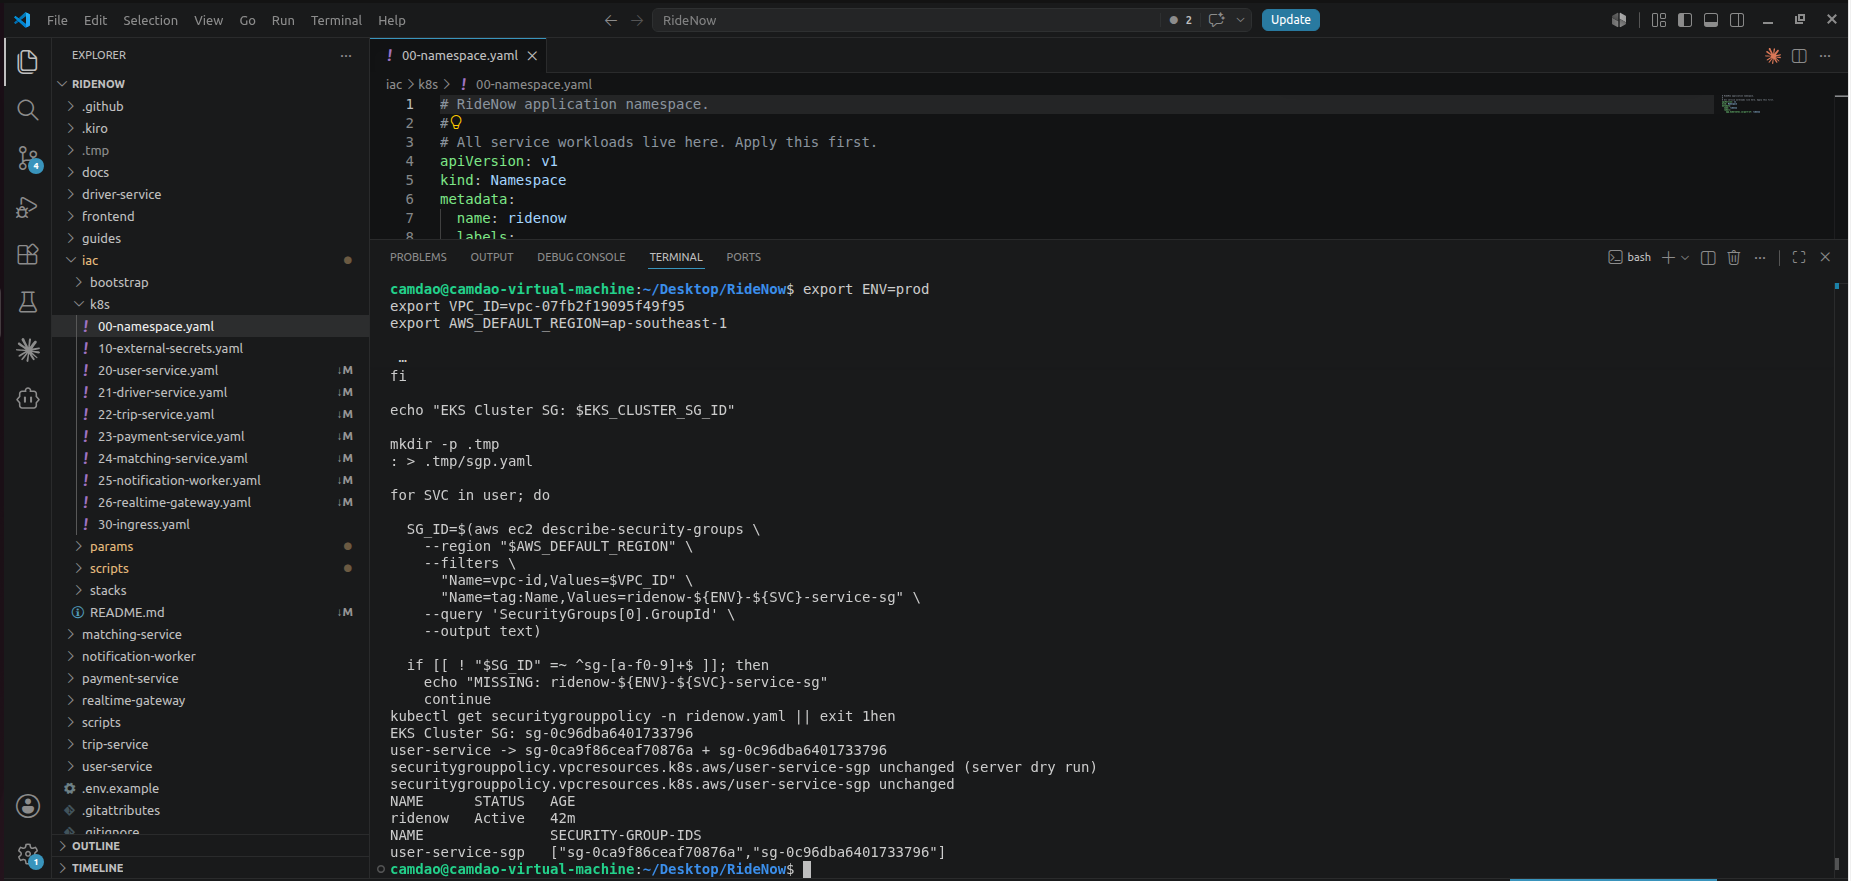 File Edit Selection View Go Run Terminal Help
RideNow
2
Update
EXPLORER
RIDENOW
.github
.kiro
.tmp
docs
driver-service
frontend
guides
iac
bootstrap
k8s
! 00-namespace.yaml
! 10-external-secrets.yaml
! 20-user-service.yaml ↓M
! 21-driver-service.yaml ↓M
! 22-trip-service.yaml ↓M
! 23-payment-service.yaml ↓M
! 24-matching-service.yaml ↓M
! 25-notification-worker.yaml ↓M
! 26-realtime-gateway.yaml ↓M
! 30-ingress.yaml
params
scripts
stacks
README.md ↓M
matching-service
notification-worker
payment-service
realtime-gateway
scripts
trip-service
user-service
.env.example
.gitattributes
.gitignore
OUTLINE
TIMELINE
4
1
! 00-namespace.yaml
iac > k8s > ! 00-namespace.yaml
1 # RideNow application namespace.
2 #
3 # All service workloads live here. Apply this first.
4 apiVersion: v1
5 kind: Namespace
6 metadata:
7 name: ridenow
8 labels:
PROBLEMS OUTPUT DEBUG CONSOLE TERMINAL PORTS
bash
camdao@camdao-virtual-machine:~/Desktop/RideNow$ export ENV=prod
export VPC_ID=vpc-07fb2f19095f49f95
export AWS_DEFAULT_REGION=ap-southeast-1
…
fi
echo "EKS Cluster SG: $EKS_CLUSTER_SG_ID"
mkdir -p .tmp
: > .tmp/sgp.yaml
for SVC in user; do
SG_ID=$(aws ec2 describe-security-groups \
--region "$AWS_DEFAULT_REGION" \
--filters \
"Name=vpc-id,Values=$VPC_ID" \
"Name=tag:Name,Values=ridenow-${ENV}-${SVC}-service-sg" \
--query 'SecurityGroups[0].GroupId' \
--output text)
if [[ ! "$SG_ID" =~ ^sg-[a-f0-9]+$ ]]; then
echo "MISSING: ridenow-${ENV}-${SVC}-service-sg"
continue
kubectl get securitygrouppolicy -n ridenow.yaml || exit 1hen
EKS Cluster SG: sg-0c96dba6401733796
user-service -> sg-0ca9f86ceaf70876a + sg-0c96dba6401733796
securitygrouppolicy.vpcresources.k8s.aws/user-service-sgp unchanged (server dry run)
securitygrouppolicy.vpcresources.k8s.aws/user-service-sgp unchanged
NAME STATUS AGE
ridenow Active 42m
NAME SECURITY-GROUP-IDS
user-service-sgp ["sg-0ca9f86ceaf70876a","sg-0c96dba6401733796"]
camdao@camdao-virtual-machine:~/Desktop/RideNow$